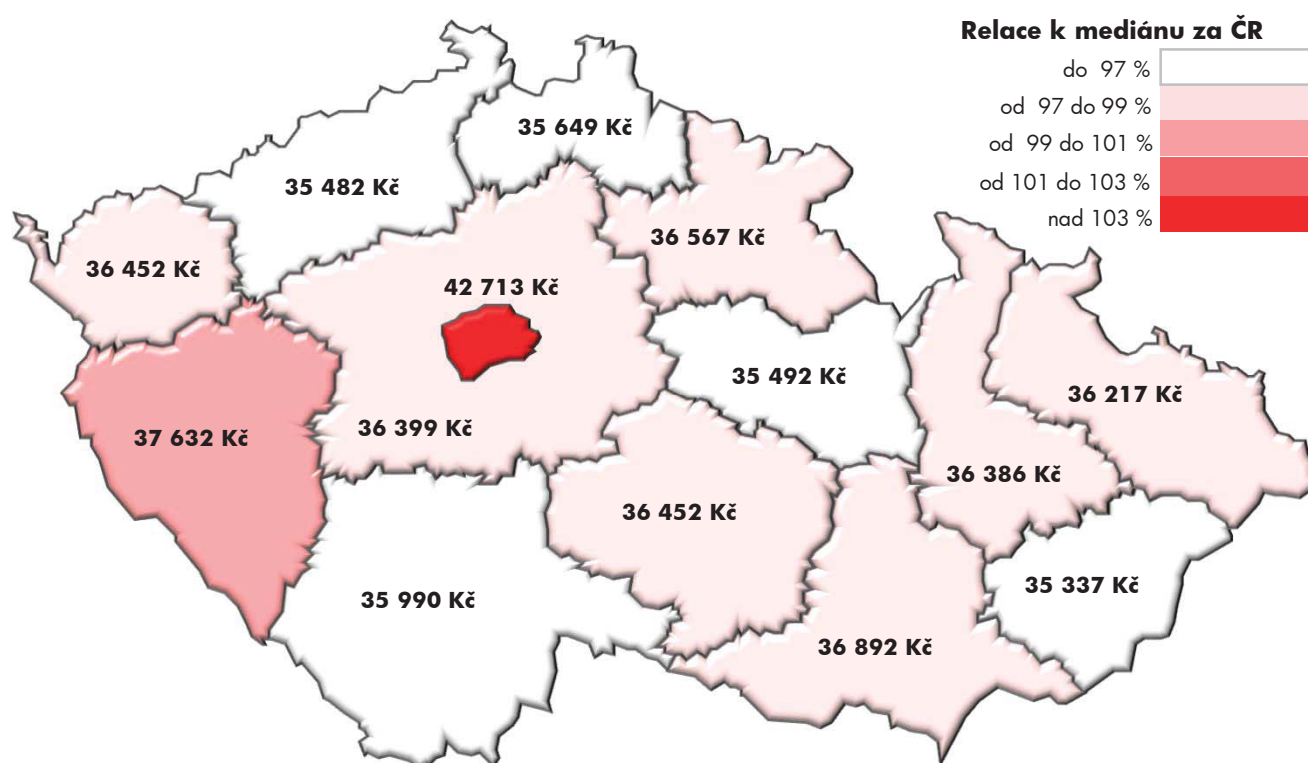 Relace k mediánu za ČR
do 97 %
od 97 do 99 %
od 99 do 101 %
od 101 do 103 %
nad 103 %
35 649 Kč
35 482 Kč
36 567 Kč
36 452 Kč
42 713 Kč
35 492 Kč
36 217 Kč
37 632 Kč
36 399 Kč
36 386 Kč
36 452 Kč
35 990 Kč
35 337 Kč
36 892 Kč